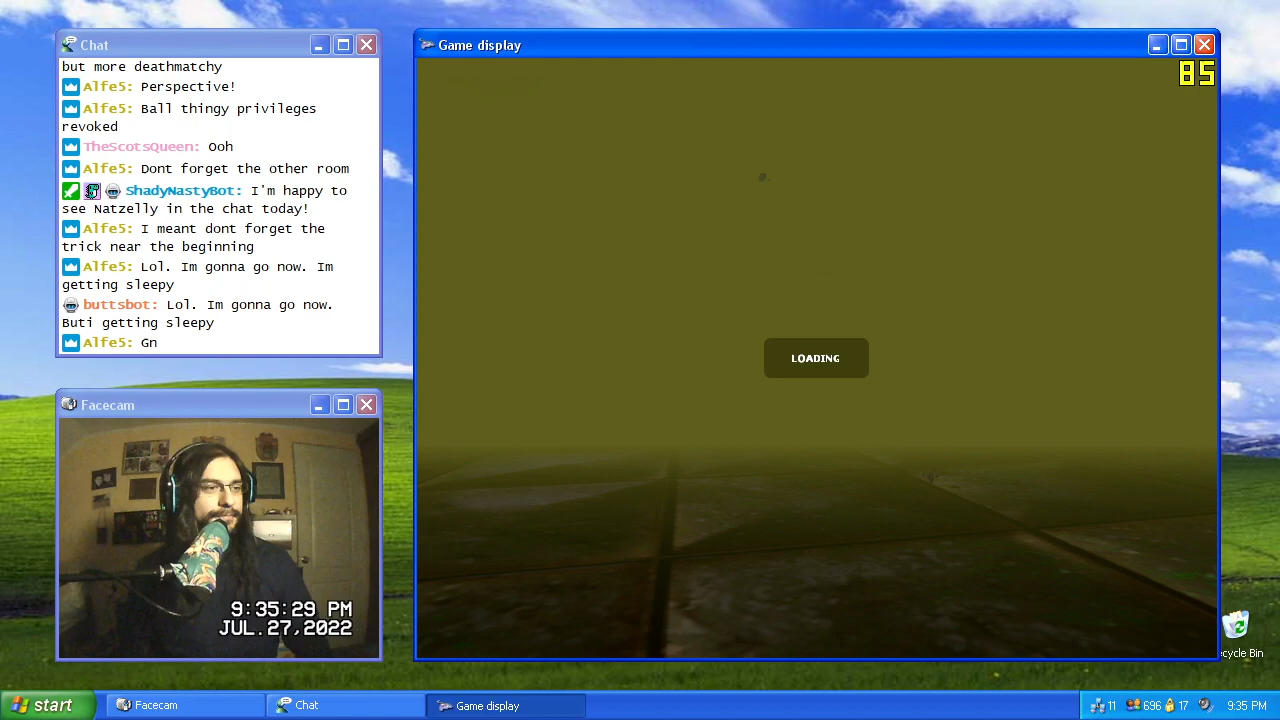 Chat
but more deathmatchy
Alfe5: Perspective!
Alfe5: Ball thingy privileges
revoked
TheScotsQueen: Ooh
Alfe5: Dont forget the other room
ShadyNastyBot: I'm happy to
see Natzelly in the chat today!
Alfe5: I meant dont forget the
trick near the beginning
Alfe5: Lol. Im gonna go now. Im
getting sleepy
buttsbot: Lol. Im gonna go now.
Buti getting sleepy
Alfe5: Gn
Game display
85
LOADING
Facecam
9:35:29 PM
JUL.27,2022
ecycle Bin
start
Facecam
Chat
Game display
11
696
17
9:35 PM